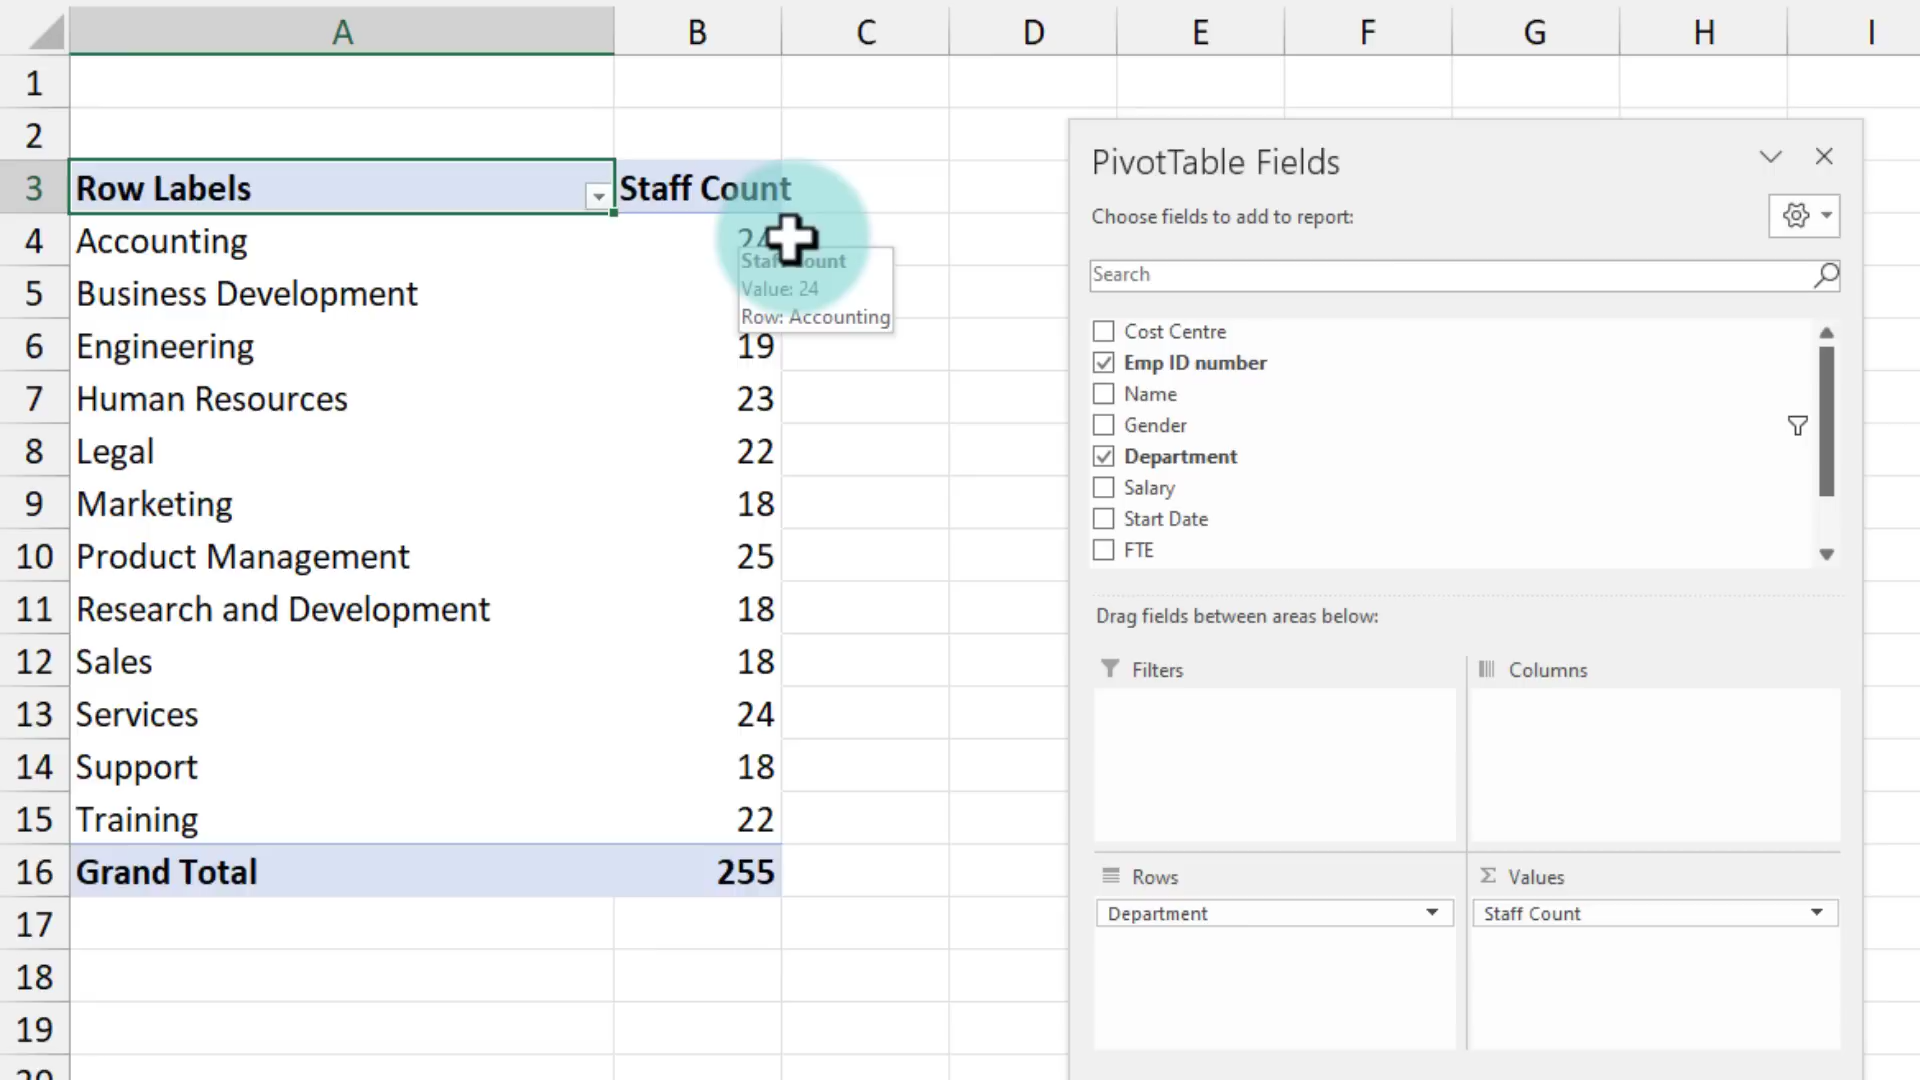 A B C D E F G H I
1
2
3 Row Labels Staff Count
4 Accounting 24
5 Business Development
6 Engineering 19
7 Human Resources 23
8 Legal 22
9 Marketing 18
10 Product Management 25
11 Research and Development 18
12 Sales 18
13 Services 24
14 Support 18
15 Training 22
16 Grand Total 255
17
18
19
20
Staff Count
Value: 24
Row: Accounting
PivotTable Fields
Choose fields to add to report:
Search
Cost Centre
Emp ID number
Name
Gender
Department
Salary
Start Date
FTE
Drag fields between areas below:
Filters
Columns
Rows
Department
Σ Values
Staff Count